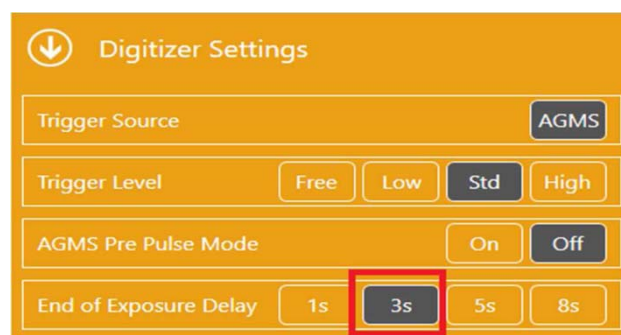 Digitizer Settings
Trigger Source AGMS
Trigger Level Free Low Std High
AGMS Pre Pulse Mode On Off
End of Exposure Delay 1s 3s 5s 8s